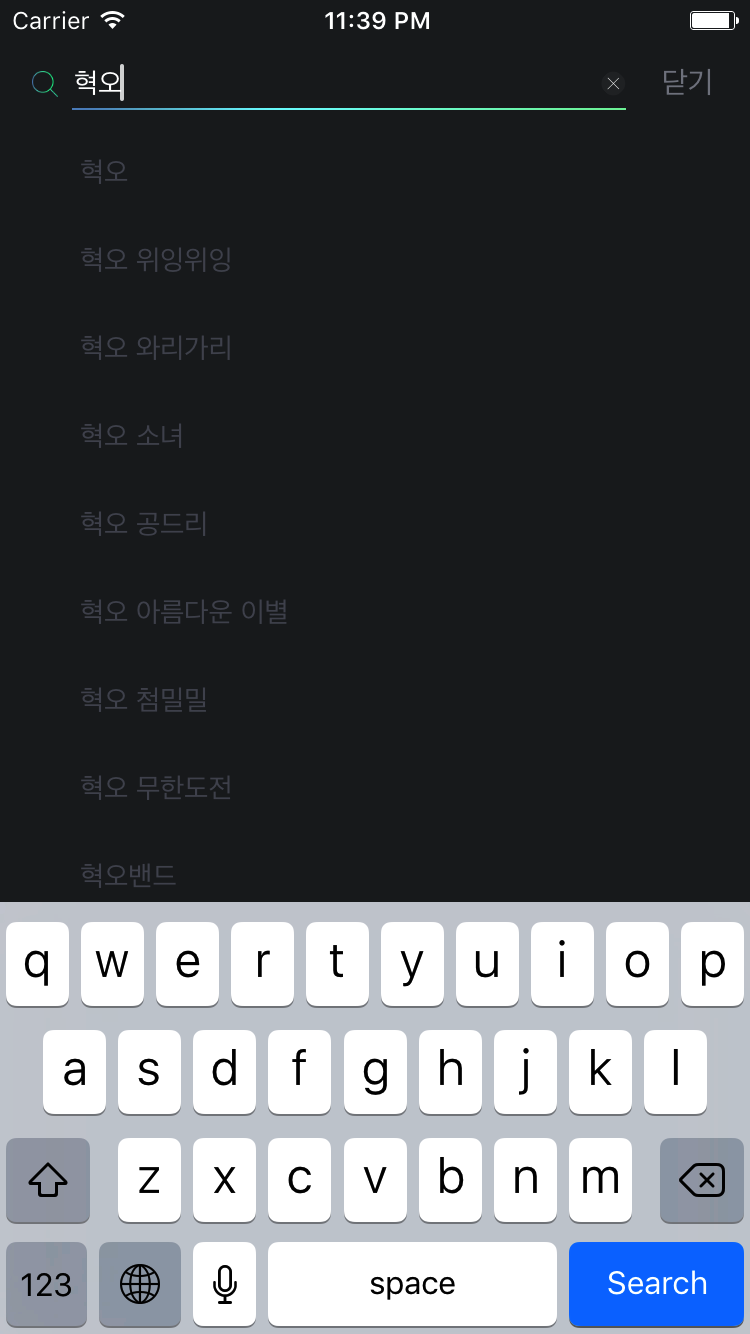 Carrier 11:39 PM
혁오 닫기
혁오
혁오 위잉위잉
혁오 와리가리
혁오 소녀
혁오 공드리
혁오 아름다운 이별
혁오 첨밀밀
혁오 무한도전
혁오밴드
q w e r t y u i o p
a s d f g h j k l
z x c v b n m
123 space Search